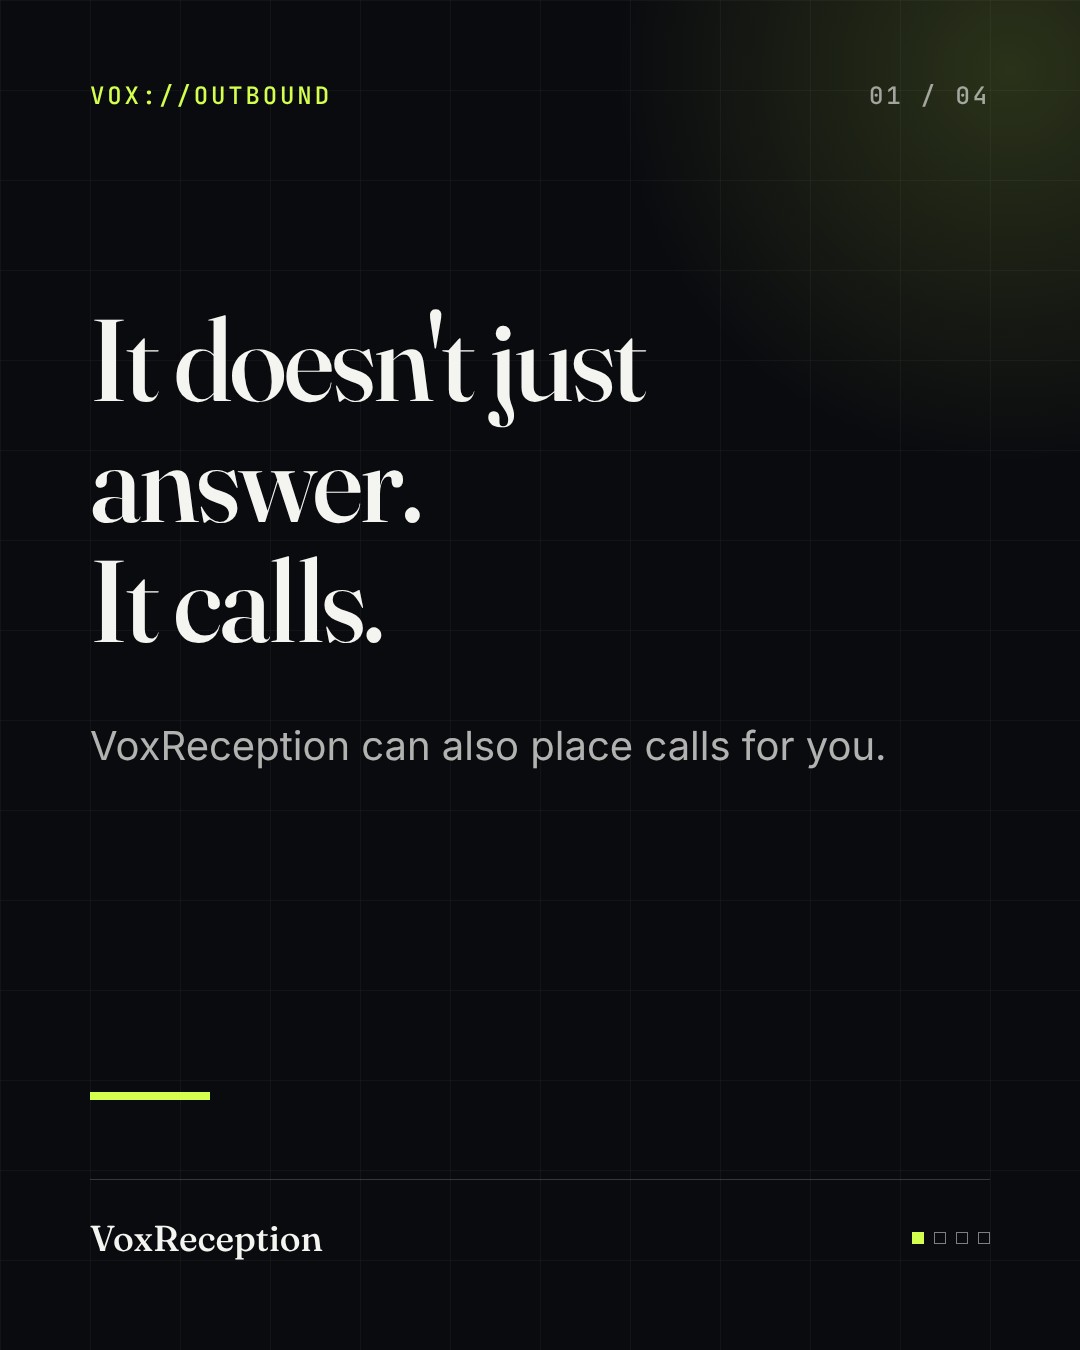 VOX://OUTBOUND
01 / 04
It doesn't just
answer.
It calls.
VoxReception can also place calls for you.
VoxReception